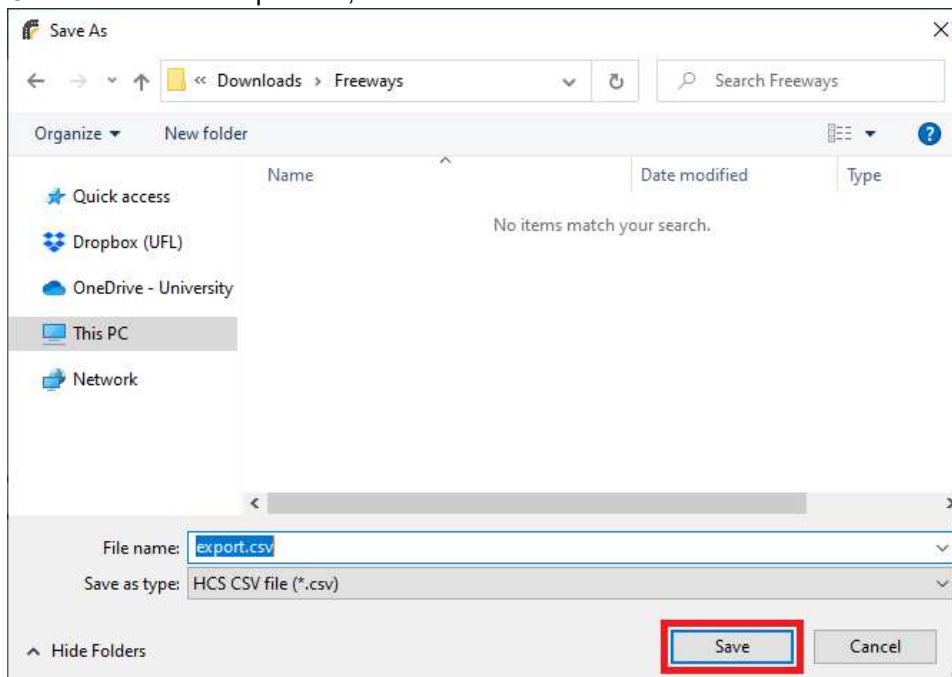 Save As
« Downloads › Freeways
Search Freeways
Organize
New folder
?
Name
Date modified
Type
Quick access
No items match your search.
Dropbox (UFL)
OneDrive - University
This PC
Network
File name: export.csv
Save as type: HCS CSV file (*.csv)
Hide Folders
Save
Cancel